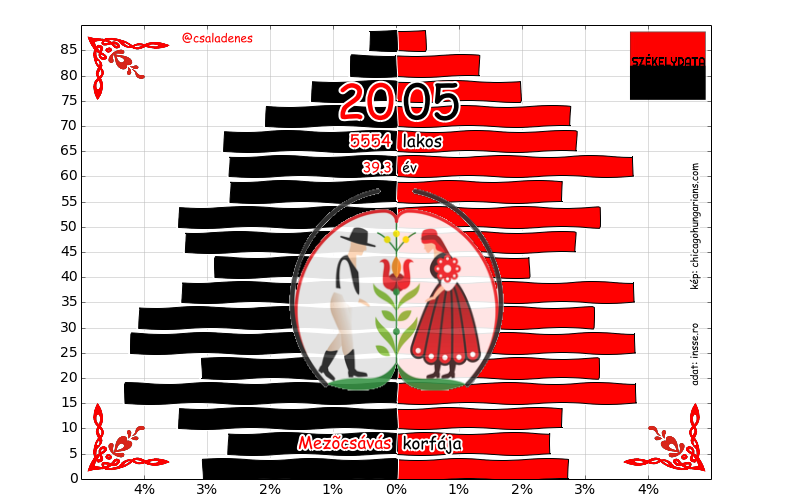 @csaladenes
SZÉKELYDATA
2005
5554 lakos
39.3 év
kép: chicagohungarians.com
adat: insse.ro
Mezőcsávás korfája
85
80
75
70
65
60
55
50
45
40
35
30
25
20
15
10
5
0
4% 3% 2% 1% 0% 1% 2% 3% 4%